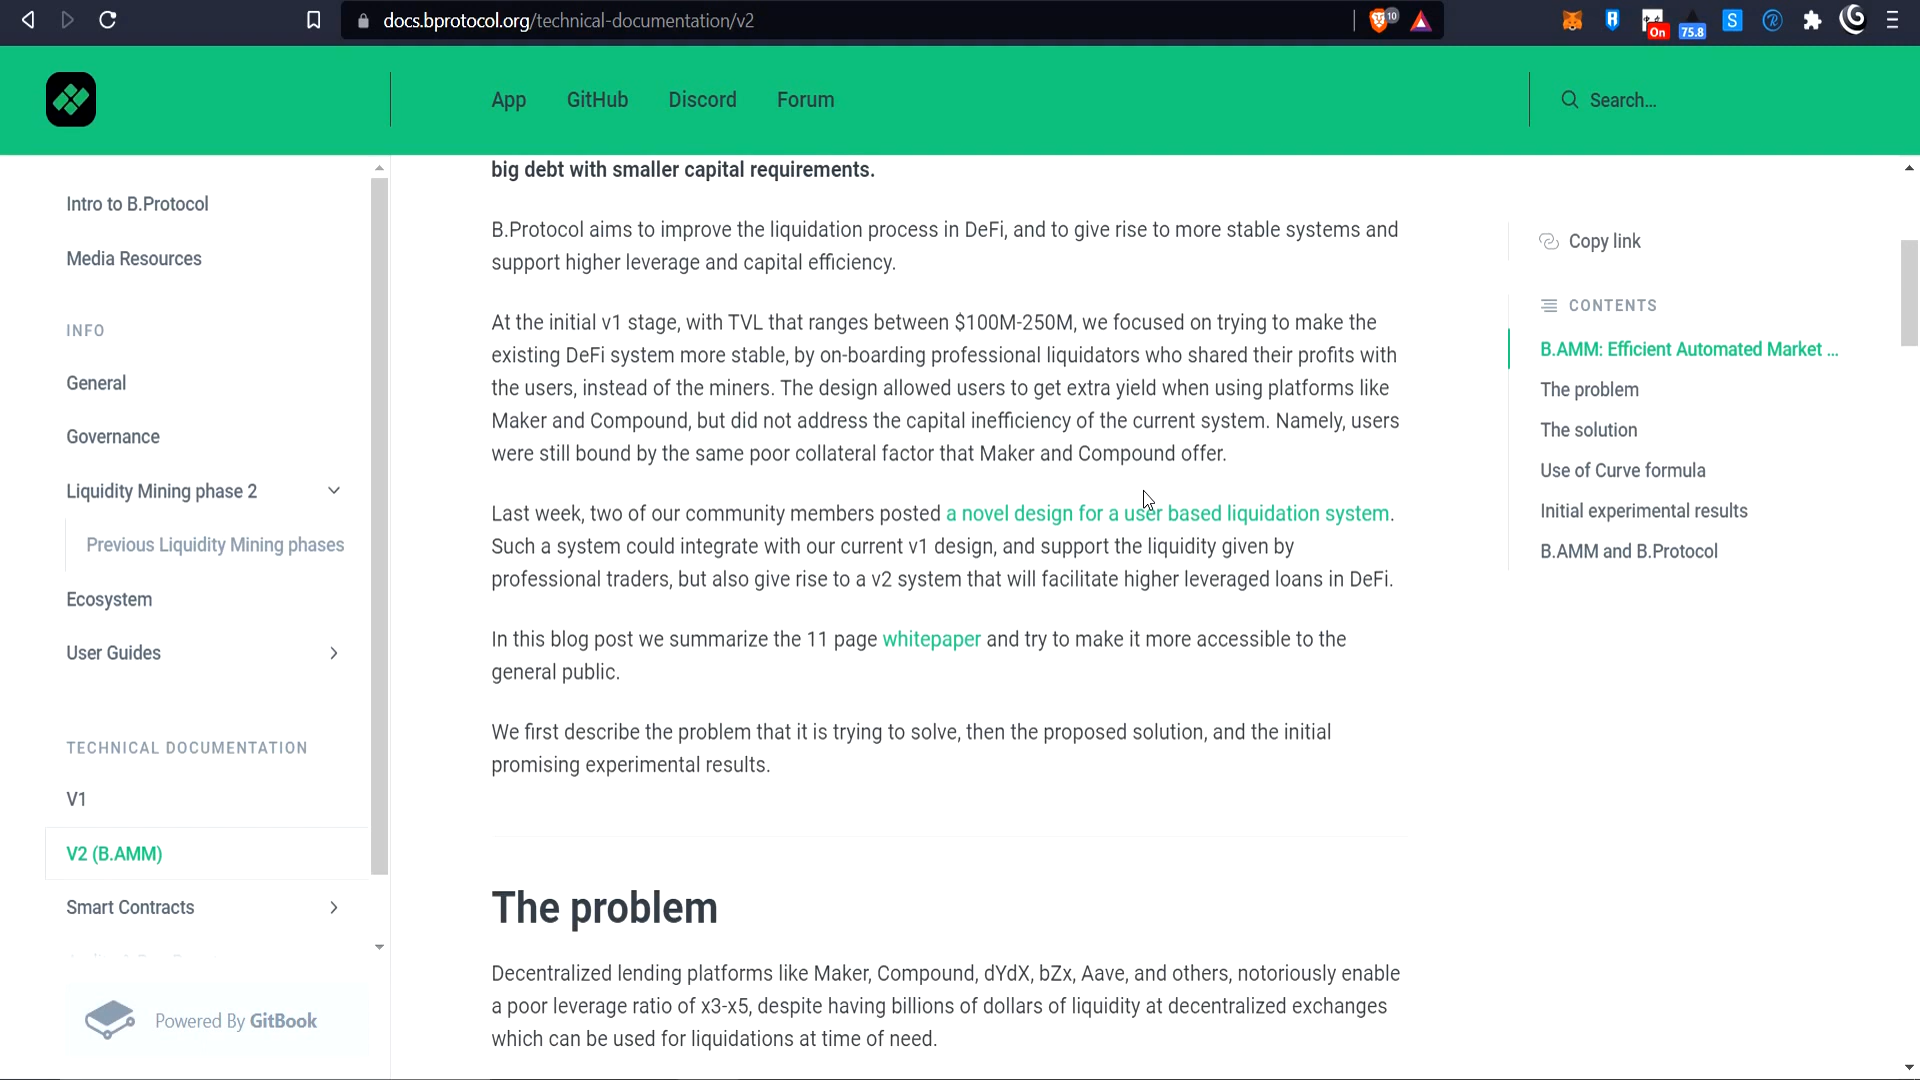 docs.bprotocol.org/technical-documentation/v2
10
On
75.8
S
App
GitHub
Discord
Forum
Search...
Intro to B.Protocol
Media Resources
INFO
General
Governance
Liquidity Mining phase 2
Previous Liquidity Mining phases
Ecosystem
User Guides
TECHNICAL DOCUMENTATION
V1
V2 (B.AMM)
Smart Contracts
Powered By GitBook
big debt with smaller capital requirements.
B.Protocol aims to improve the liquidation process in DeFi, and to give rise to more stable systems and
support higher leverage and capital efficiency.
At the initial v1 stage, with TVL that ranges between $100M-250M, we focused on trying to make the
existing DeFi system more stable, by on-boarding professional liquidators who shared their profits with
the users, instead of the miners. The design allowed users to get extra yield when using platforms like
Maker and Compound, but did not address the capital inefficiency of the current system. Namely, users
were still bound by the same poor collateral factor that Maker and Compound offer.
Last week, two of our community members posted a novel design for a user based liquidation system.
Such a system could integrate with our current v1 design, and support the liquidity given by
professional traders, but also give rise to a v2 system that will facilitate higher leveraged loans in DeFi.
In this blog post we summarize the 11 page whitepaper and try to make it more accessible to the
general public.
We first describe the problem that it is trying to solve, then the proposed solution, and the initial
promising experimental results.
The problem
Decentralized lending platforms like Maker, Compound, dYdX, bZx, Aave, and others, notoriously enable
a poor leverage ratio of x3-x5, despite having billions of dollars of liquidity at decentralized exchanges
which can be used for liquidations at time of need.
Copy link
CONTENTS
B.AMM: Efficient Automated Market ...
The problem
The solution
Use of Curve formula
Initial experimental results
B.AMM and B.Protocol